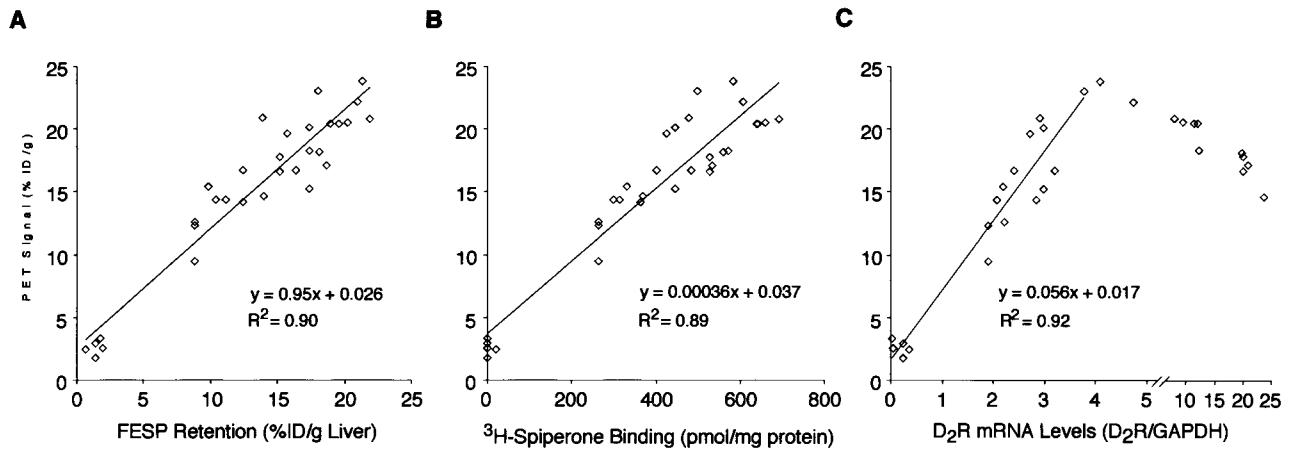 A
B
C
PET Signal (% ID/g)
25
20
15
10
5
0
0 5 10 15 20 25
y = 0.95x + 0.026
R2 = 0.90
FESP Retention (%ID/g Liver)
25
20
15
10
5
0
0 200 400 600 800
y = 0.00036x + 0.037
R2 = 0.89
3H-Spiperone Binding (pmol/mg protein)
25
20
15
10
5
0
0 1 2 3 4 5 10 15 20 25
y = 0.056x + 0.017
R2 = 0.92
D2R mRNA Levels (D2R/GAPDH)